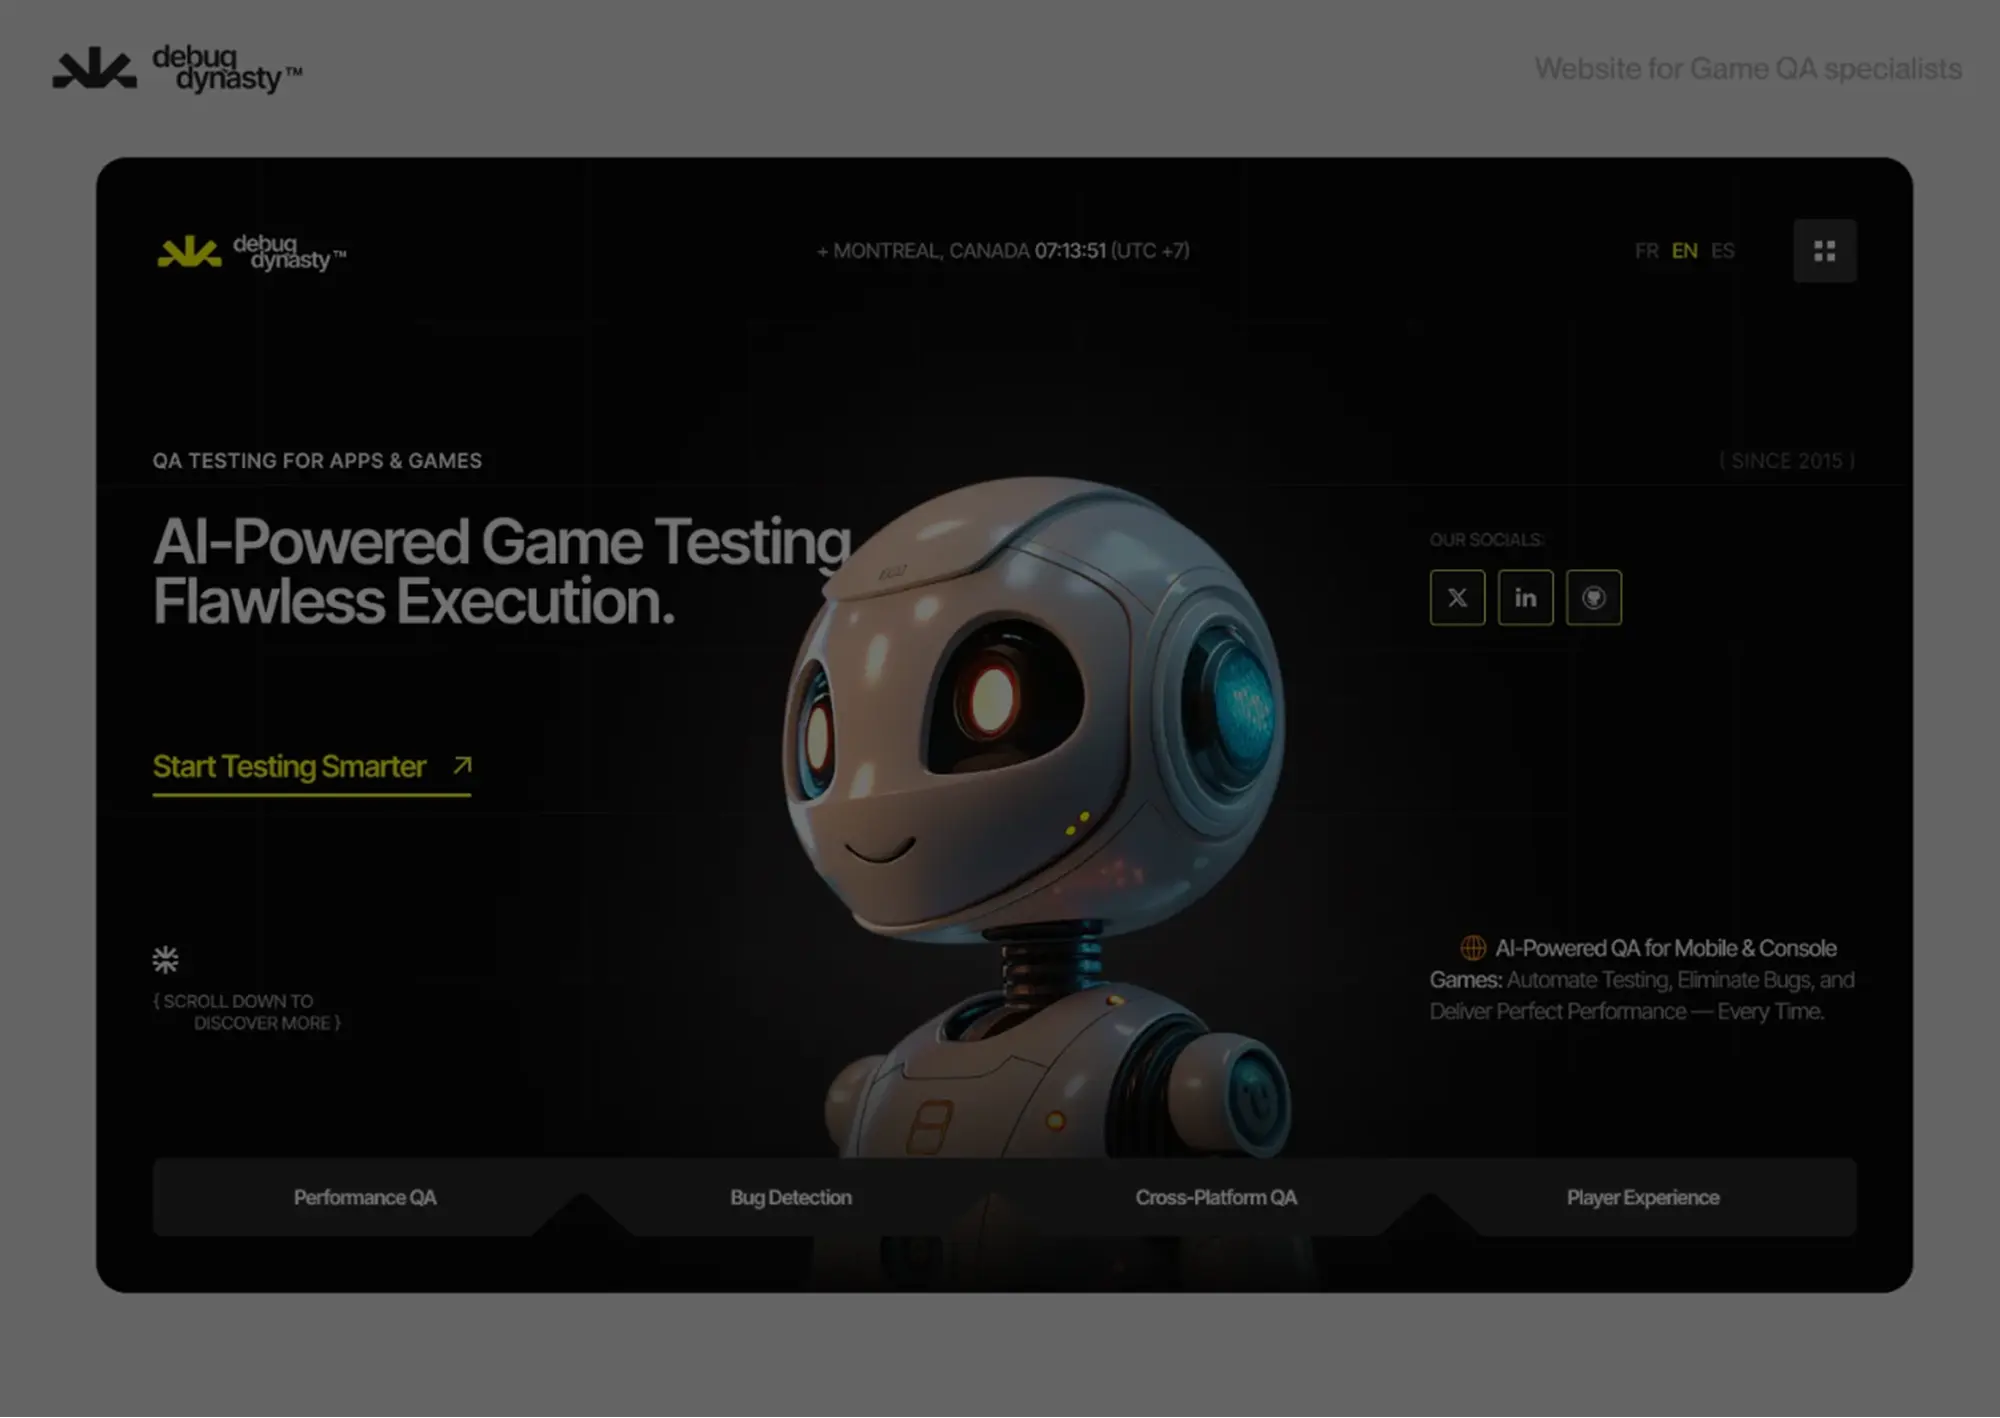 debug
dynasty™
Website for Game QA specialists
debug
dynasty™
+ MONTREAL, CANADA 07:13:51 (UTC +7)
FR EN ES
QA TESTING FOR APPS & GAMES
( SINCE 2015 )
AI-Powered Game Testing
Flawless Execution.
OUR SOCIALS:
X
in
Start Testing Smarter
{ SCROLL DOWN TO
DISCOVER MORE }
AI-Powered QA for Mobile & Console
Games: Automate Testing, Eliminate Bugs, and
Deliver Perfect Performance — Every Time.
8
Performance QA
Bug Detection
Cross-Platform QA
Player Experience